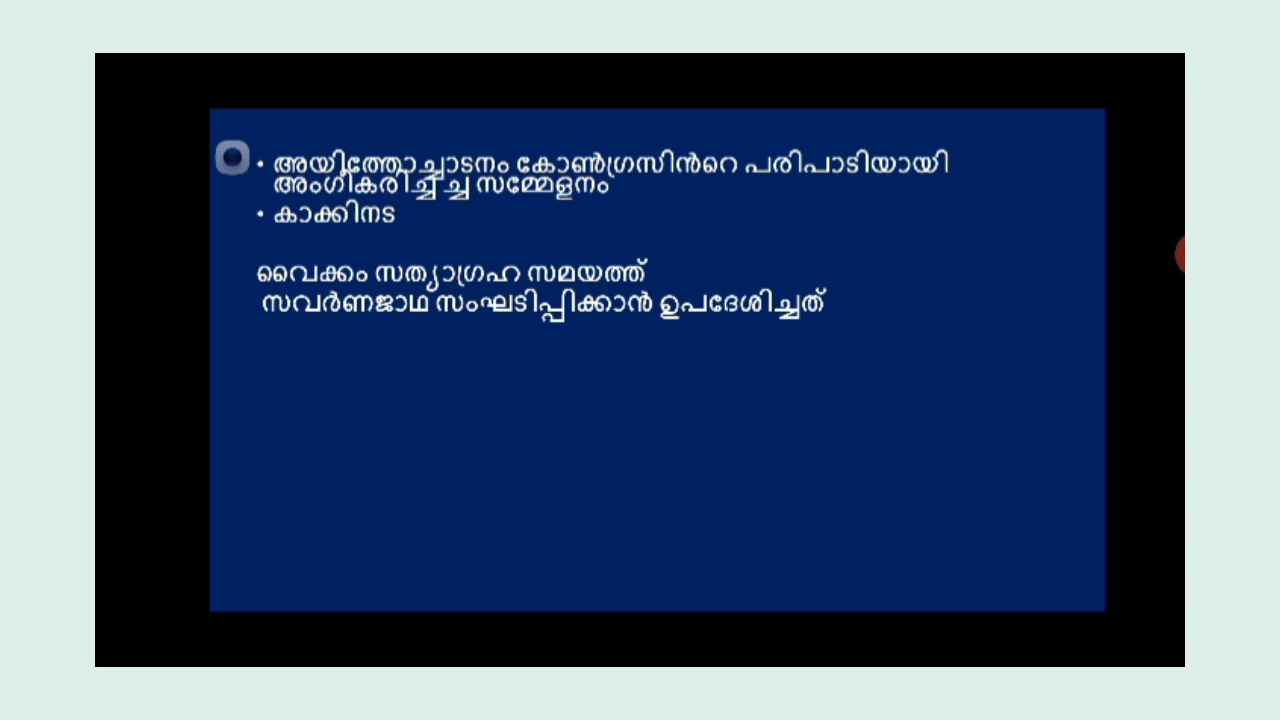 • അയിത്തോച്ചാടനം കോൺഗ്രസിൻറെ പരിപാടിയായി
അംഗീകരിച്ച ച്ച സമ്മേളനം
• കാക്കിനട
വൈക്കം സത്യാഗ്രഹ സമയത്ത്
സവർണജാഥ സംഘടിപ്പിക്കാൻ ഉപദേശിച്ചത്